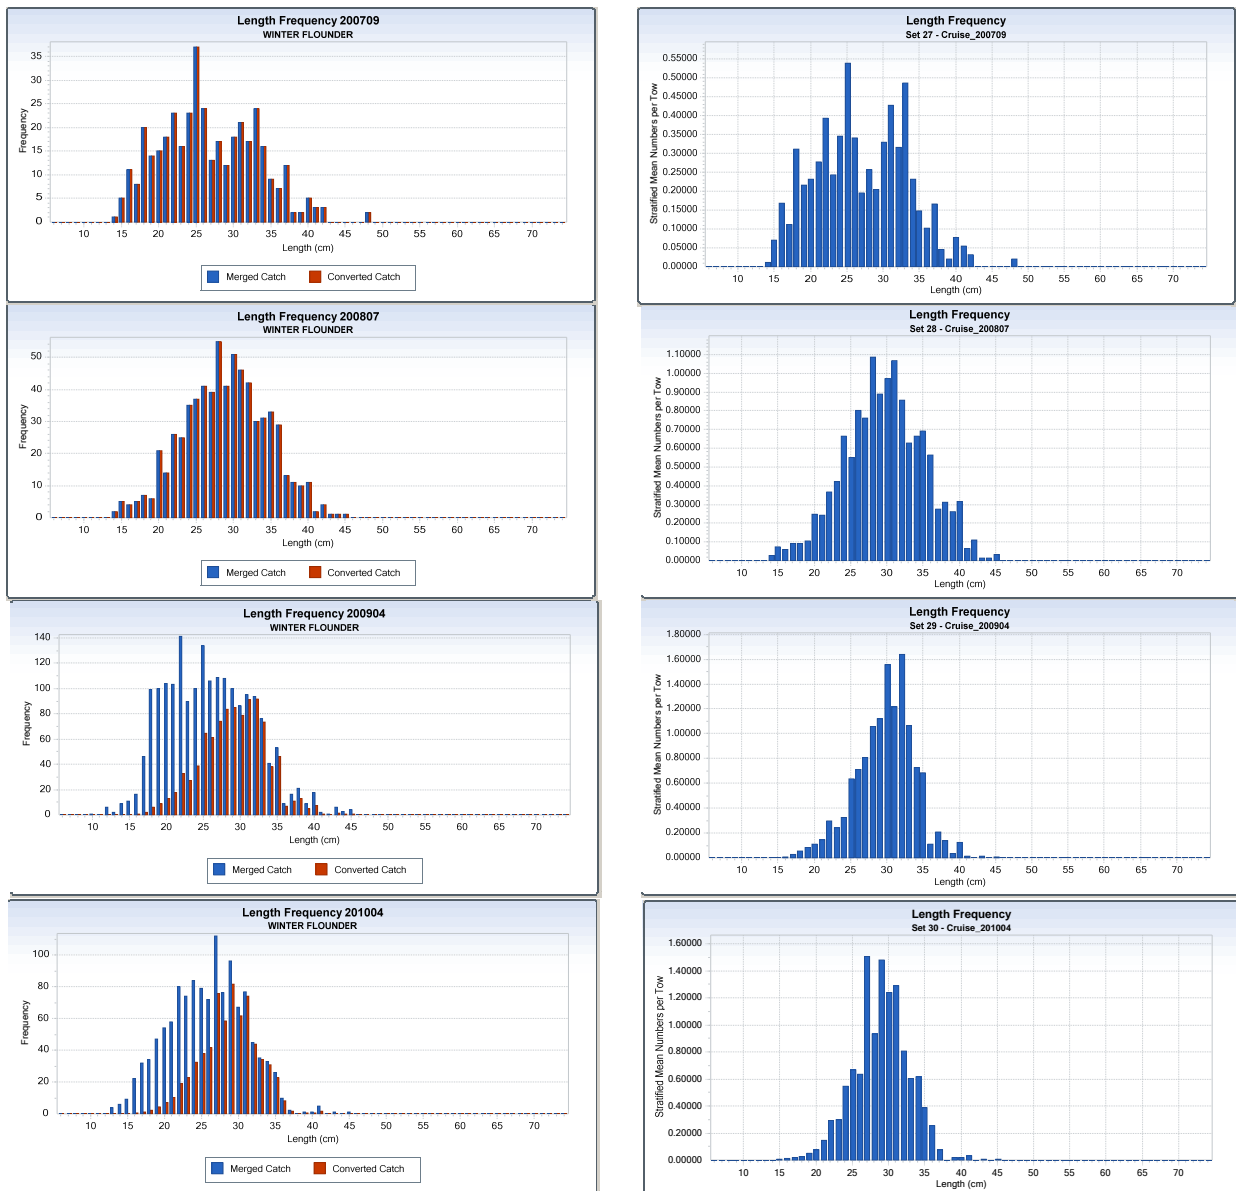 Length Frequency 200709
WINTER FLOUNDER
35
30
25
20
15
10
5
0
Frequency
10 15 20 25 30 35 40 45 50 55 60 65 70
Length (cm)
Merged Catch Converted Catch
Length Frequency
Set 27 - Cruise_200709
0.55000
0.50000
0.45000
0.40000
0.35000
0.30000
0.25000
0.20000
0.15000
0.10000
0.05000
0.00000
Stratified Mean Numbers per Tow
10 15 20 25 30 35 40 45 50 55 60 65 70
Length (cm)
Length Frequency 200807
WINTER FLOUNDER
50
40
30
20
10
0
Frequency
10 15 20 25 30 35 40 45 50 55 60 65 70
Length (cm)
Merged Catch Converted Catch
Length Frequency
Set 28 - Cruise_200807
1.10000
1.00000
0.90000
0.80000
0.70000
0.60000
0.50000
0.40000
0.30000
0.20000
0.10000
0.00000
Stratified Mean Numbers per Tow
10 15 20 25 30 35 40 45 50 55 60 65 70
Length (cm)
Length Frequency 200904
WINTER FLOUNDER
140
120
100
80
60
40
20
0
Frequency
10 15 20 25 30 35 40 45 50 55 60 65 70
Length (cm)
Merged Catch Converted Catch
Length Frequency
Set 29 - Cruise_200904
1.80000
1.60000
1.40000
1.20000
1.00000
0.80000
0.60000
0.40000
0.20000
0.00000
Stratified Mean Numbers per Tow
10 15 20 25 30 35 40 45 50 55 60 65 70
Length (cm)
Length Frequency 201004
WINTER FLOUNDER
100
80
60
40
20
0
Frequency
10 15 20 25 30 35 40 45 50 55 60 65 70
Length (cm)
Merged Catch Converted Catch
Length Frequency
Set 30 - Cruise_201004
1.60000
1.40000
1.20000
1.00000
0.80000
0.60000
0.40000
0.20000
0.00000
Stratified Mean Numbers per Tow
10 15 20 25 30 35 40 45 50 55 60 65 70
Length (cm)